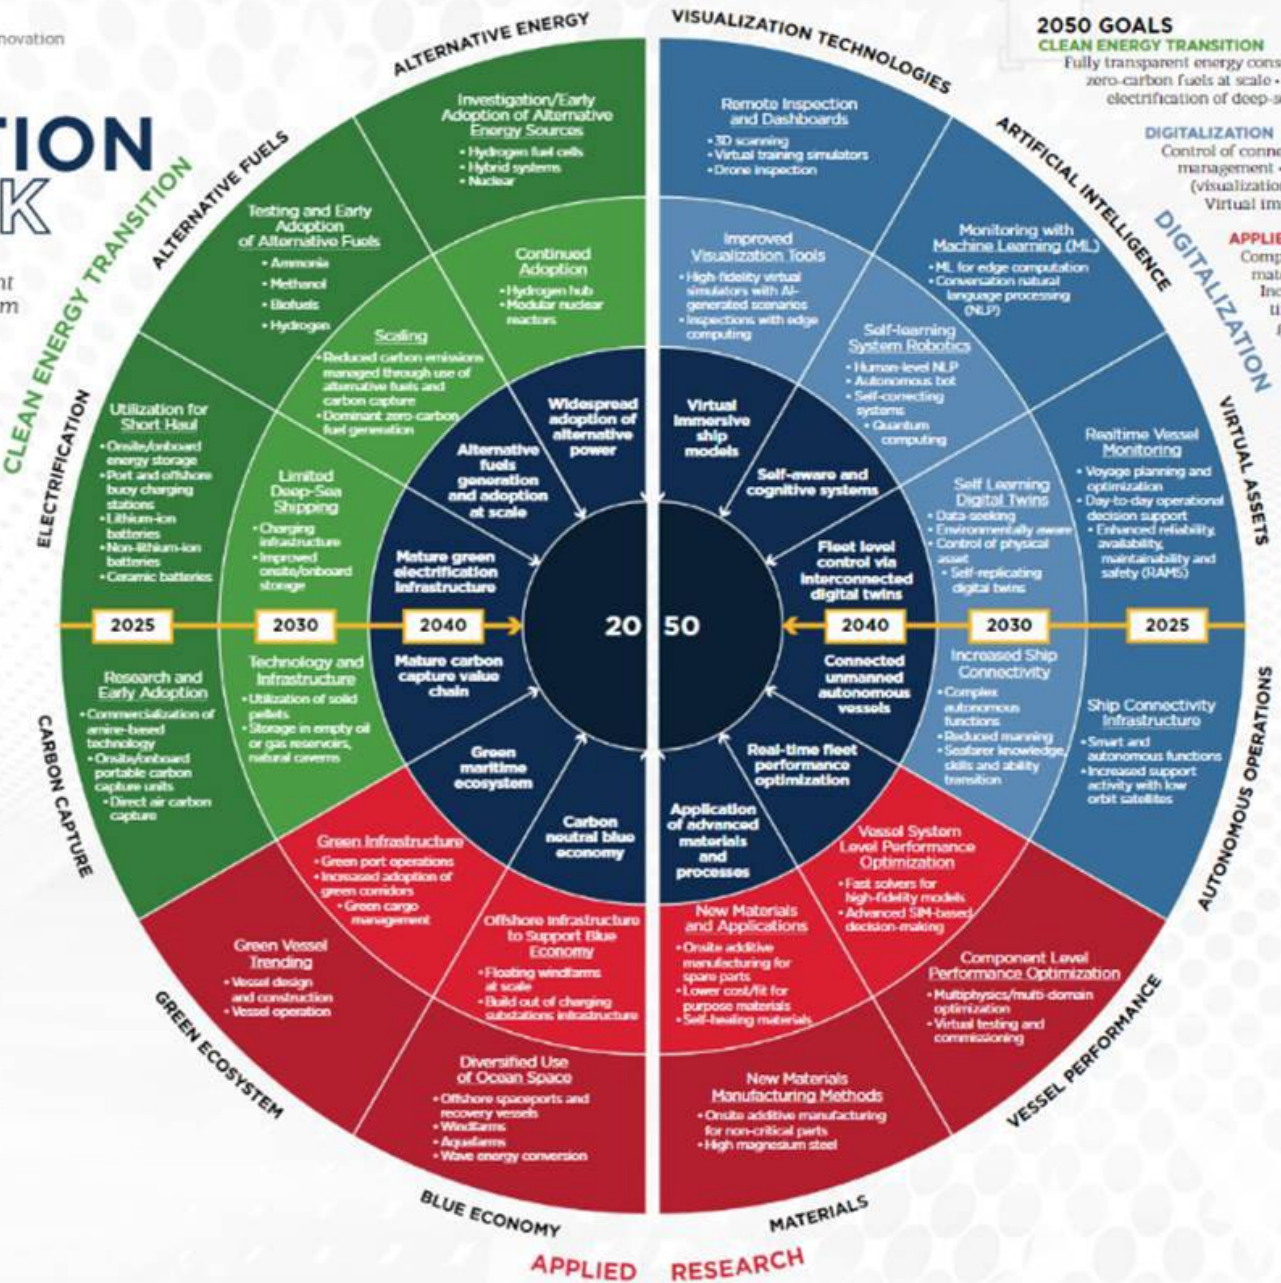 novation
TION
K
nt
m
2050 GOALS
CLEAN ENERGY TRANSITION
Fully transparent energy cons
zero-carbon fuels at scale •
electrification of deep-s
DIGITALIZATION
Control of conne
management •
(visualization
Virtual im
APPLIE
Comp
mat
In
CLEAN ENERGY TRANSITION
ALTERNATIVE ENERGY
Investigation/Early
Adoption of Alternative
Energy Sources
• Hydrogen fuel cells
• Hybrid systems
• Nuclear
Continued
Adoption
• Hydrogen hub
• Modular nuclear
reactors
Widespread
adoption of
alternative
power
ALTERNATIVE FUELS
Testing and Early
Adoption
of Alternative Fuels
• Ammonia
• Methanol
• Biofuels
• Hydrogen
Scaling
• Reduced carbon emissions
managed through use of
alternative fuels and
carbon capture
• Dominant zero-carbon
fuel generation
Alternative
fuels
generation
and adoption
at scale
ELECTRIFICATION
Utilization for
Short Haul
• Onsite/onboard
energy storage
• Port and offshore
buoy charging
stations
• Lithium-ion
batteries
• Non-lithium-ion
batteries
• Ceramic batteries
Limited
Deep-Sea
Shipping
• Charging
infrastructure
• Improved
onsite/onboard
storage
Mature green
electrification
infrastructure
2025
2030
2040
20 50
2040
2030
2025
CARBON CAPTURE
Research and
Early Adoption
• Commercialization of
amine-based
technology
• Onsite/onboard
portable carbon
capture units
• Direct air carbon
capture
Technology and
Infrastructure
• Utilization of solid
pellets
• Storage in empty oil
or gas reservoirs,
natural caverns
Mature carbon
capture value
chain
DIGITALIZATION
VISUALIZATION TECHNOLOGIES
Remote Inspection
and Dashboards
• 3D scanning
• Virtual training simulators
• Drone inspection
Improved
Visualization Tools
• High-fidelity virtual
simulators with AI-
generated scenarios
• Inspections with edge
computing
Virtual
immersive
ship
models
ARTIFICIAL INTELLIGENCE
Monitoring with
Machine Learning (ML)
• ML for edge computation
• Conversation natural
language processing
(NLP)
Self-learning
System Robotics
• Human-level NLP
• Autonomous bot
• Self-correcting
systems
• Quantum
computing
Self-aware and
cognitive systems
VIRTUAL ASSETS
Realtime Vessel
Monitoring
• Voyage planning and
optimization
• Day-to-day operational
decision support
• Enhanced reliability,
availability,
maintainability and
safety (RAMS)
Self Learning
Digital Twins
• Data-seeking
• Environmentally aware
• Control of physical
asset
• Self-replicating
digital twins
Fleet level
control via
interconnected
digital twins
AUTONOMOUS OPERATIONS
Ship Connectivity
Infrastructure
• Smart and
autonomous functions
• Increased support
activity with low
orbit satellites
Increased Ship
Connectivity
• Complex
autonomous
functions
• Reduced manning
• Seafarer knowledge,
skills and ability
transition
Connected
unmanned
autonomous
vessels
GREEN ECOSYSTEM
Green Vessel
Trending
• Vessel design
and construction
• Vessel operation
Green Infrastructure
• Green port operations
• Increased adoption of
green corridors
• Green cargo
management
Green
maritime
ecosystem
BLUE ECONOMY
Diversified Use
of Ocean Space
• Offshore spaceports and
recovery vessels
• Windfarms
• Aquafarms
• Wave energy conversion
Offshore Infrastructure
to Support Blue
Economy
• Floating windfarms
at scale
• Build out of charging
substations infrastructure
Carbon
neutral blue
economy
MATERIALS
New Materials
Manufacturing Methods
• Onsite additive manufacturing
for non-critical parts
• High magnesium steel
New Materials
and Applications
• Onsite additive
manufacturing for
spare parts
• Lower cost/fit for
purpose materials
• Self-healing materials
Application
of advanced
materials
and
processes
VESSEL PERFORMANCE
Component Level
Performance Optimization
• Multiphysics/multi-domain
optimization
• Virtual testing and
commissioning
Vessel System
Level Performance
Optimization
• Fast solvers for
high-fidelity models
• Advanced SIM-based
decision-making
Real-time fleet
performance
optimization
APPLIED RESEARCH